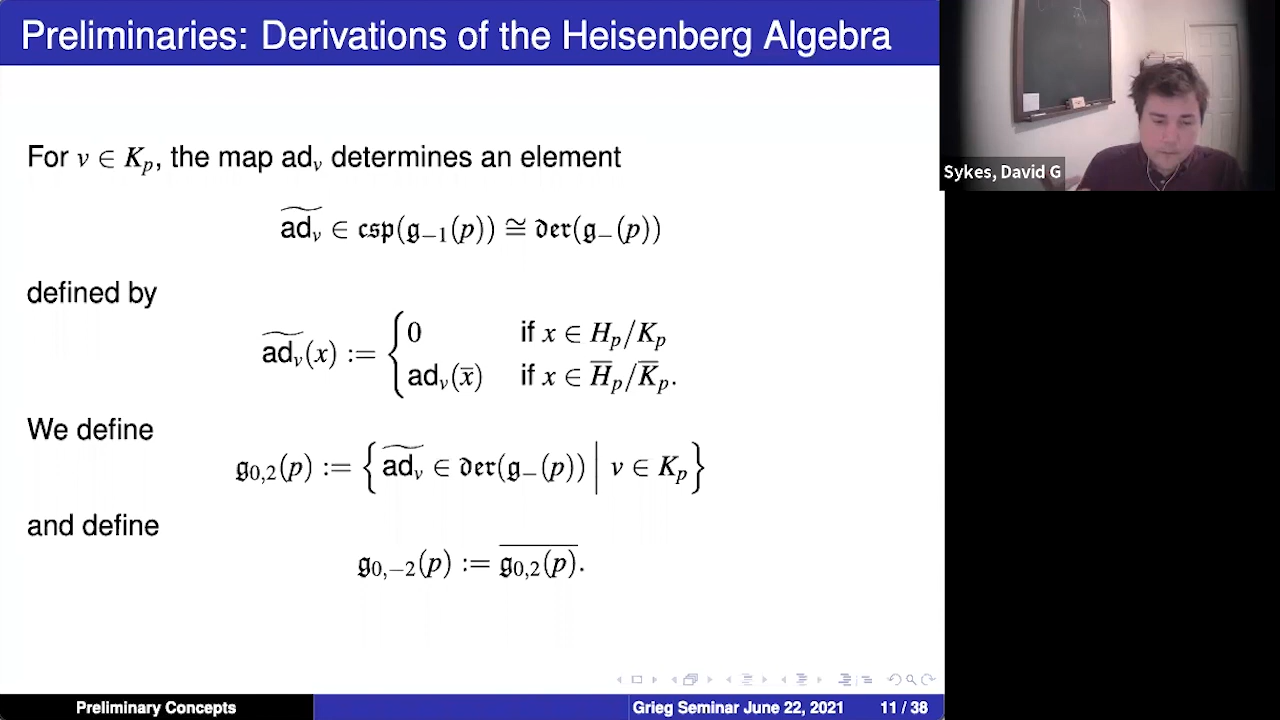 Preliminaries: Derivations of the Heisenberg Algebra
Sykes, David G
For v ∈ K_p, the map ad_v determines an element
\widetilde{ad_v} ∈ 𝔠𝔰𝔭(𝔤_{−1}(p)) ≅ 𝔡𝔢𝔯(𝔤_−(p))
defined by
\widetilde{ad_v}(x) := { 0 if x ∈ H_p/K_p
ad_v(\bar{x}) if x ∈ \overline{H}_p/\overline{K}_p.
We define
𝔤_{0,2}(p) := { \widetilde{ad_v} ∈ 𝔡𝔢𝔯(𝔤_−(p)) | v ∈ K_p }
and define
𝔤_{0,−2}(p) := \overline{𝔤_{0,2}(p)}.
Preliminary Concepts
Grieg Seminar June 22, 2021 11 / 38